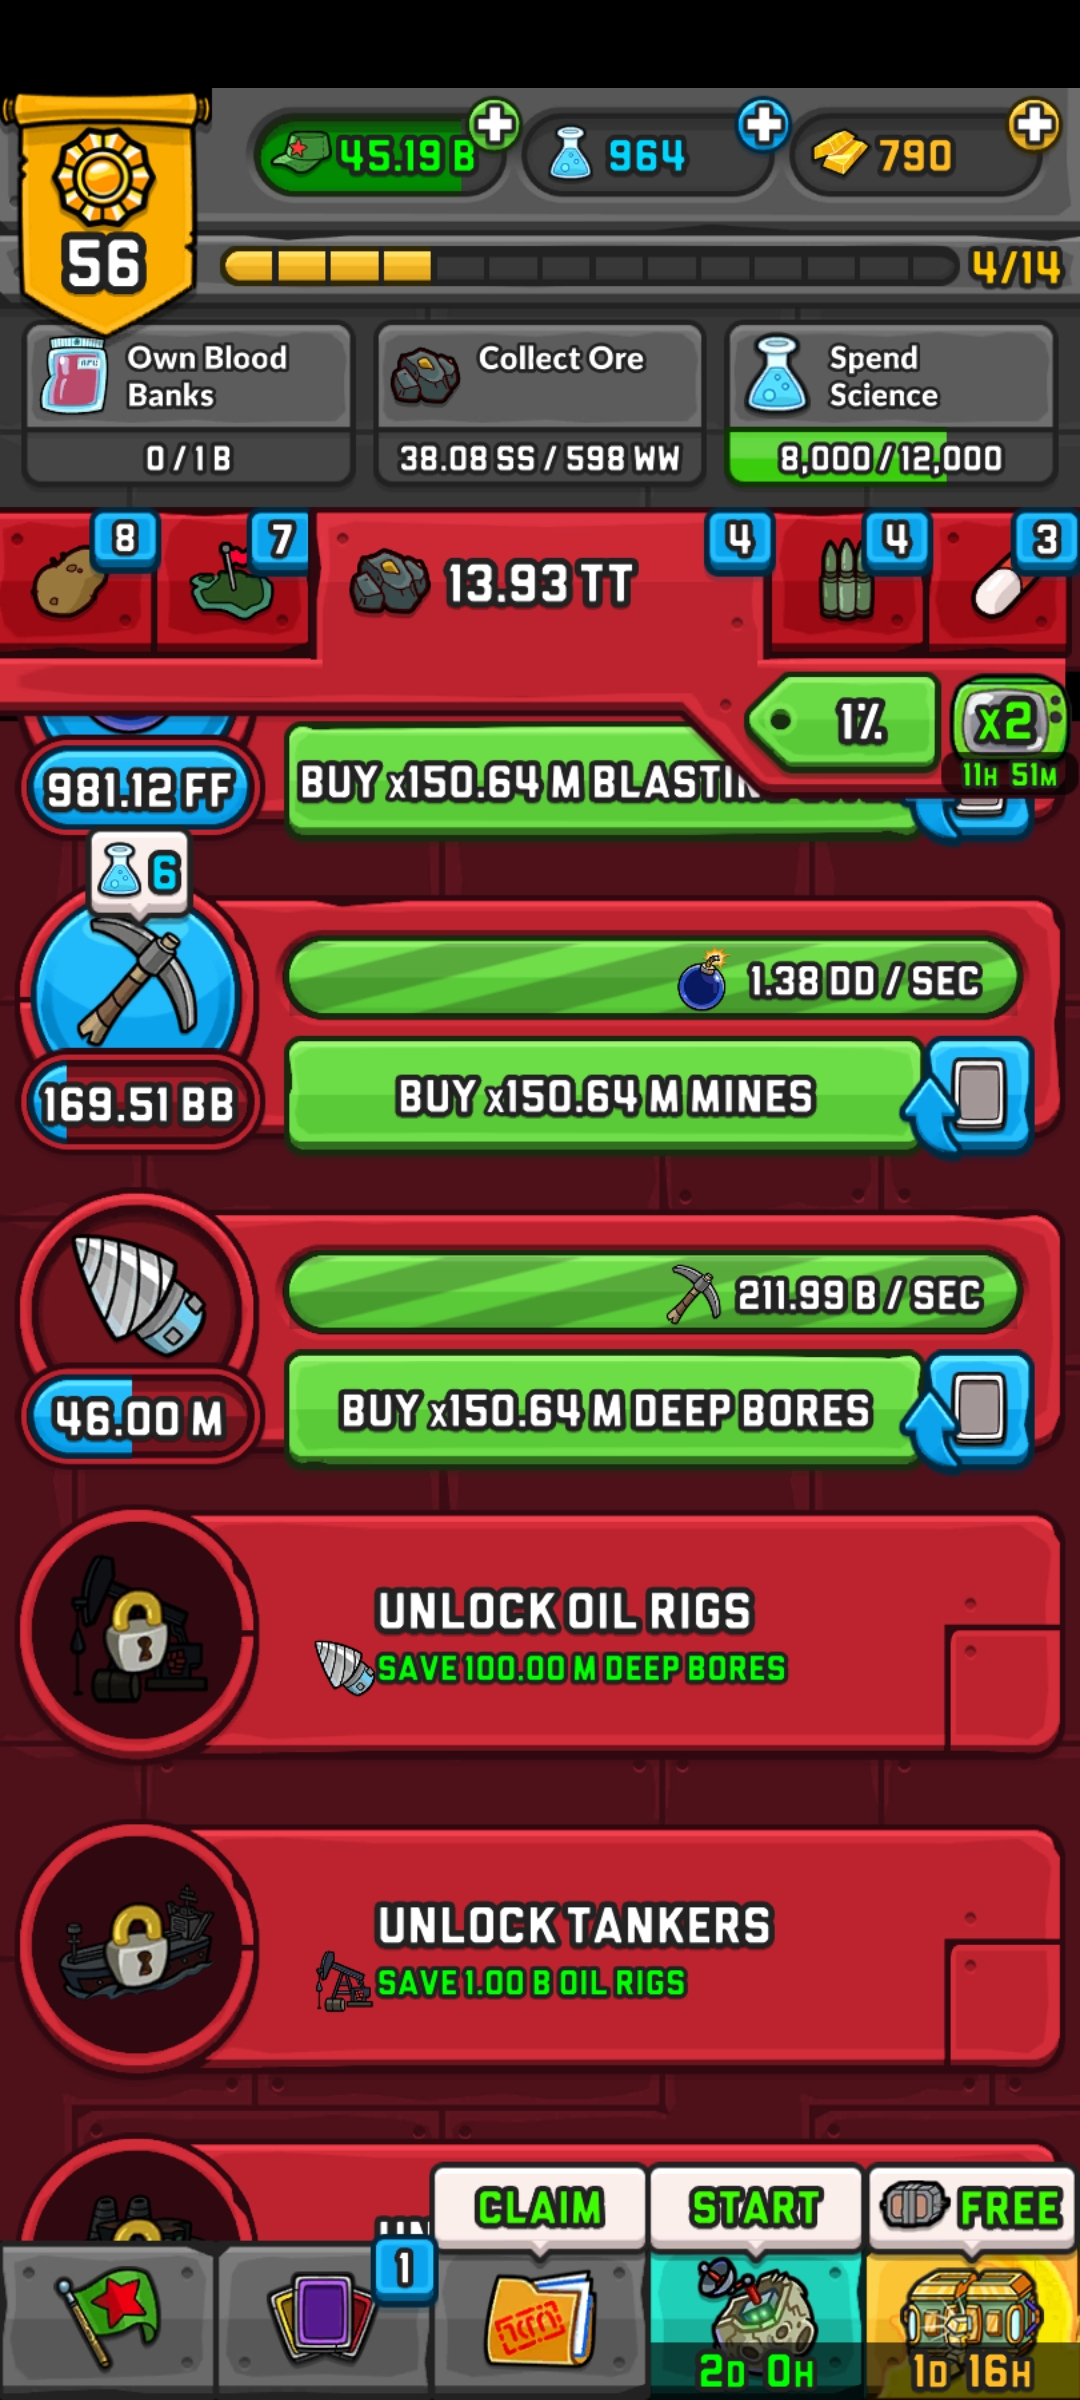 45.19 B
964
790
56
4/14
Own Blood
Banks
0 / 1 B
Collect Ore
38.08 SS / 598 WW
Spend
Science
8,000 / 12,000
8
7
13.93 TT
4
4
3
1%
x2
11H 51M
981.12 FF
BUY x150.64 M
6
1.38 DD / SEC
169.51 BB
BUY x150.64 M MINES
211.99 B / SEC
46.00 M
BUY x150.64 M DEEP BORES
UNLOCK OIL RIGS
SAVE 100.00 M DEEP BORES
UNLOCK TANKERS
SAVE 1.00 B OIL RIGS
CLAIM
START
FREE
1
2D 0H
1D 16H